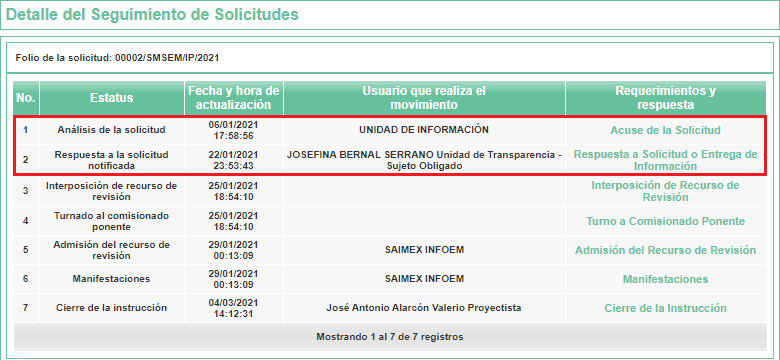 Detalle del Seguimiento de Solicitudes
Folio de la solicitud: 00002/SMSEM/IP/2021
No. Estatus Fecha y hora de actualización Usuario que realiza el movimiento Requerimientos y respuesta
1 Análisis de la solicitud 06/01/2021 17:58:56 UNIDAD DE INFORMACIÓN Acuse de la Solicitud
2 Respuesta a la solicitud notificada 22/01/2021 23:53:43 JOSEFINA BERNAL SERRANO Unidad de Transparencia - Sujeto Obligado Respuesta a Solicitud o Entrega de Información
3 Interposición de recurso de revisión 25/01/2021 18:54:10 Interposición de Recurso de Revisión
4 Turnado al comisionado ponente 25/01/2021 18:54:10 Turno a Comisionado Ponente
5 Admisión del recurso de revisión 29/01/2021 00:13:09 SAIMEX INFOEM Admisión del Recurso de Revisión
6 Manifestaciones 29/01/2021 00:13:09 SAIMEX INFOEM Manifestaciones
7 Cierre de la instrucción 04/03/2021 14:12:31 José Antonio Alarcón Valerio Proyectista Cierre de la Instrucción
Mostrando 1 al 7 de 7 registros